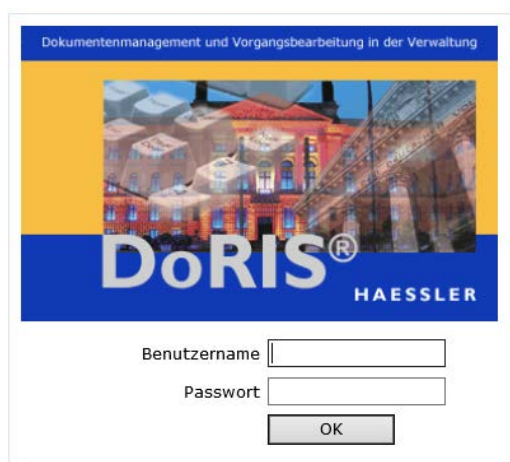 Dokumentenmanagement und Vorgangsbearbeitung in der Verwaltung
DoRIS®
HAESSLER
Benutzername
Passwort
OK